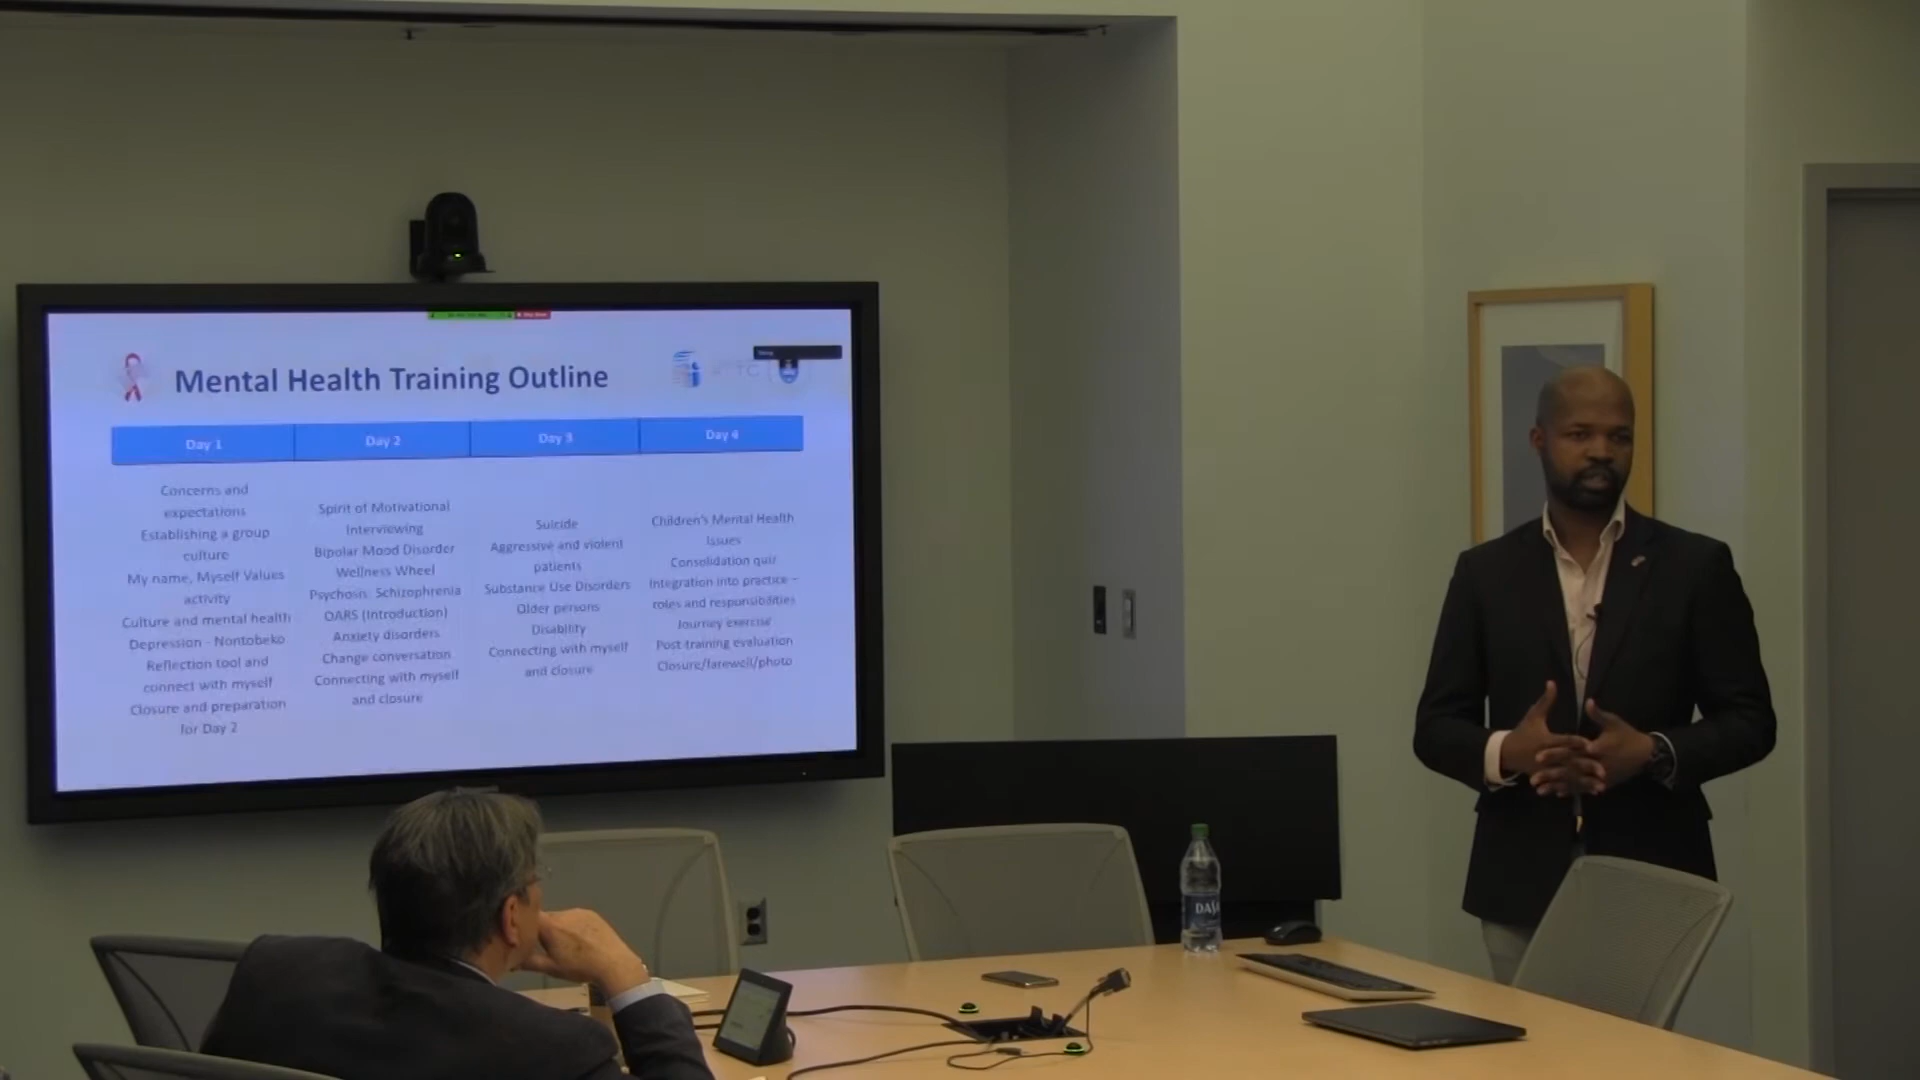 Mental Health Training Outline
Day 1
Day 2
Day 3
Day 4
Concerns and
expectations
Establishing a group
culture
My name, Myself Values
activity
Culture and mental health
Depression - Nontobeko
Reflection tool and
connect with myself
Closure and preparation
for Day 2
Spirit of Motivational
Interviewing
Bipolar Mood Disorder
Wellness Wheel
Psychosis: Schizophrenia
OARS (Introduction)
Anxiety disorders
Change conversation
Connecting with myself
and closure
Suicide
Aggressive and violent
patients
Substance Use Disorders
Older persons
Disability
Connecting with myself
and closure
Children's Mental Health
Issues
Consolidation quiz
Integration into practice –
roles and responsibilities
Journey exercise
Post training evaluation
Closure/farewell/photo